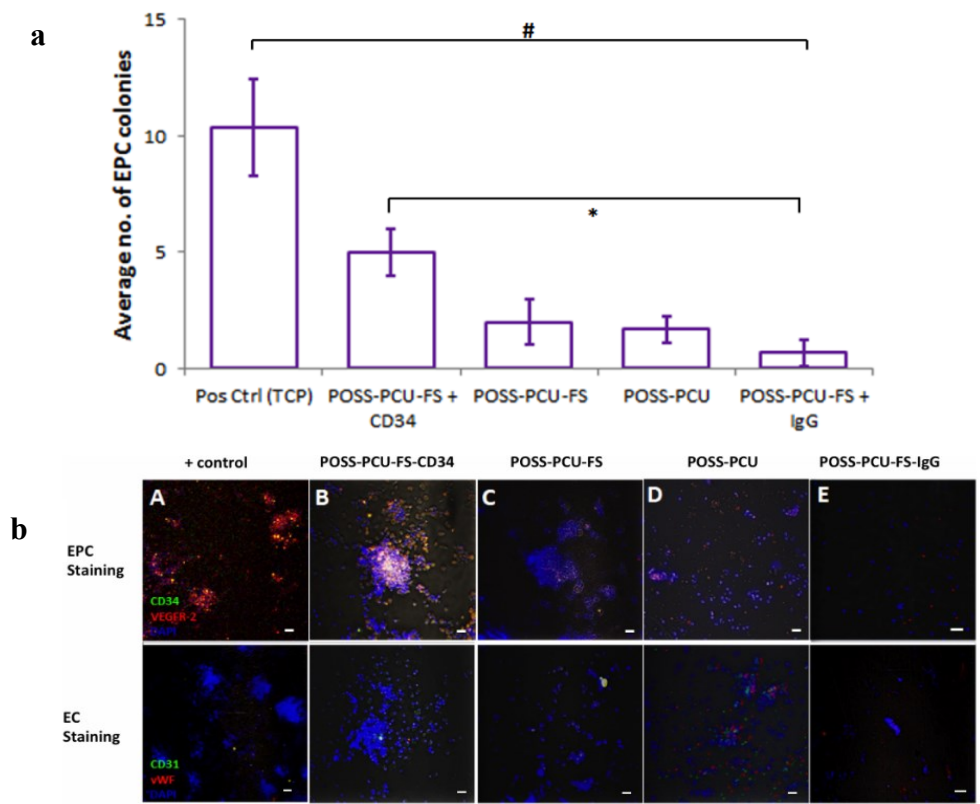 a
15
10
5
0
Average no. of EPC colonies
#
*
Pos Ctrl (TCP)
POSS-PCU-FS +
CD34
POSS-PCU-FS
POSS-PCU
POSS-PCU-FS +
IgG
b
+ control
POSS-PCU-FS-CD34
POSS-PCU-FS
POSS-PCU
POSS-PCU-FS-IgG
EPC
Staining
A
B
C
D
E
CD34
VEGFR-2
DAPI
EC
Staining
CD31
vWF
DAPI